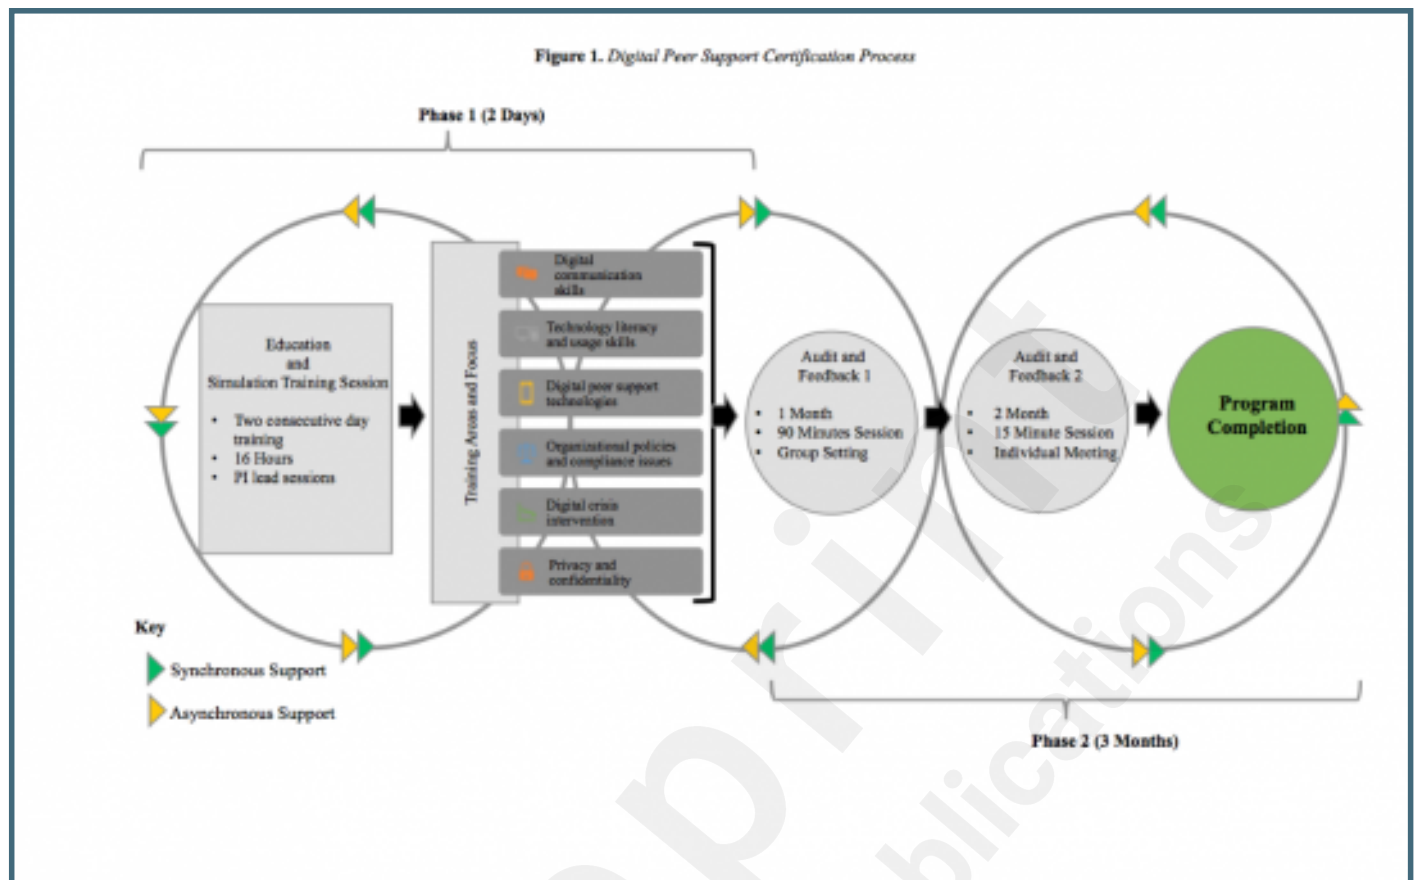 Figure 1. Digital Peer Support Certification Process
Phase 1 (2 Days)
Education
and
Simulation Training Session
• Two consecutive day
training
• 16 Hours
• PI lead sessions
Training Areas and Focus
Digital
communication
skills
Technology literacy
and usage skills
Digital peer support
technologies
Organizational policies
and compliance issues
Digital crisis
intervention
Privacy and
confidentiality
Audit and
Feedback 1
• 1 Month
• 90 Minutes Session
• Group Setting
Audit and
Feedback 2
• 2 Month
• 15 Minute Session
• Individual Meeting
Program
Completion
Key
Synchronous Support
Asynchronous Support
Phase 2 (3 Months)
print
blications